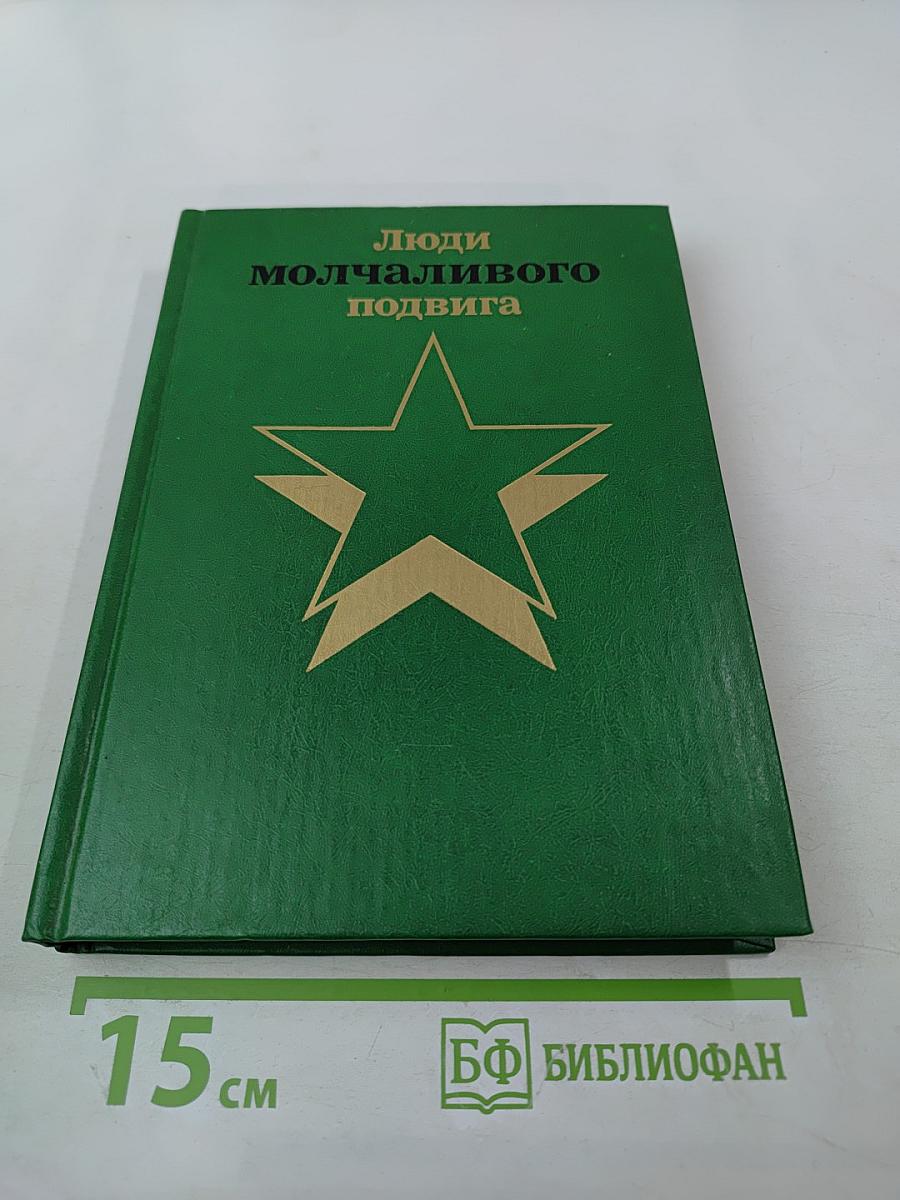 Люди
молчаливого
подвига
15 см
БФ БИБЛИОФАН